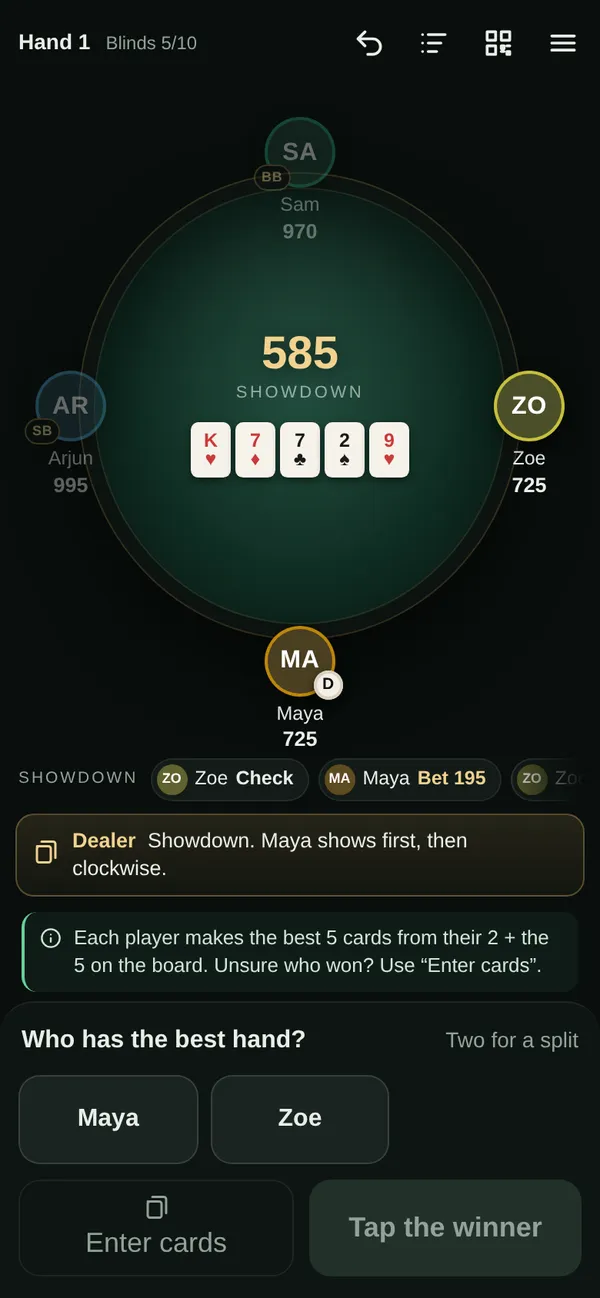 Hand 1 Blinds 5/10
SA
BB
Sam
970
585
SHOWDOWN
K 7 7 2 9
♥ ♦ ♣ ♠ ♥
AR
SB
Arjun
995
ZO
Zoe
725
MA
D
Maya
725
SHOWDOWN ZO Zoe Check MA Maya Bet 195 ZO
Dealer Showdown. Maya shows first, then
clockwise.
Each player makes the best 5 cards from their 2 + the
5 on the board. Unsure who won? Use “Enter cards”.
Who has the best hand? Two for a split
Maya Zoe
Enter cards
Tap the winner